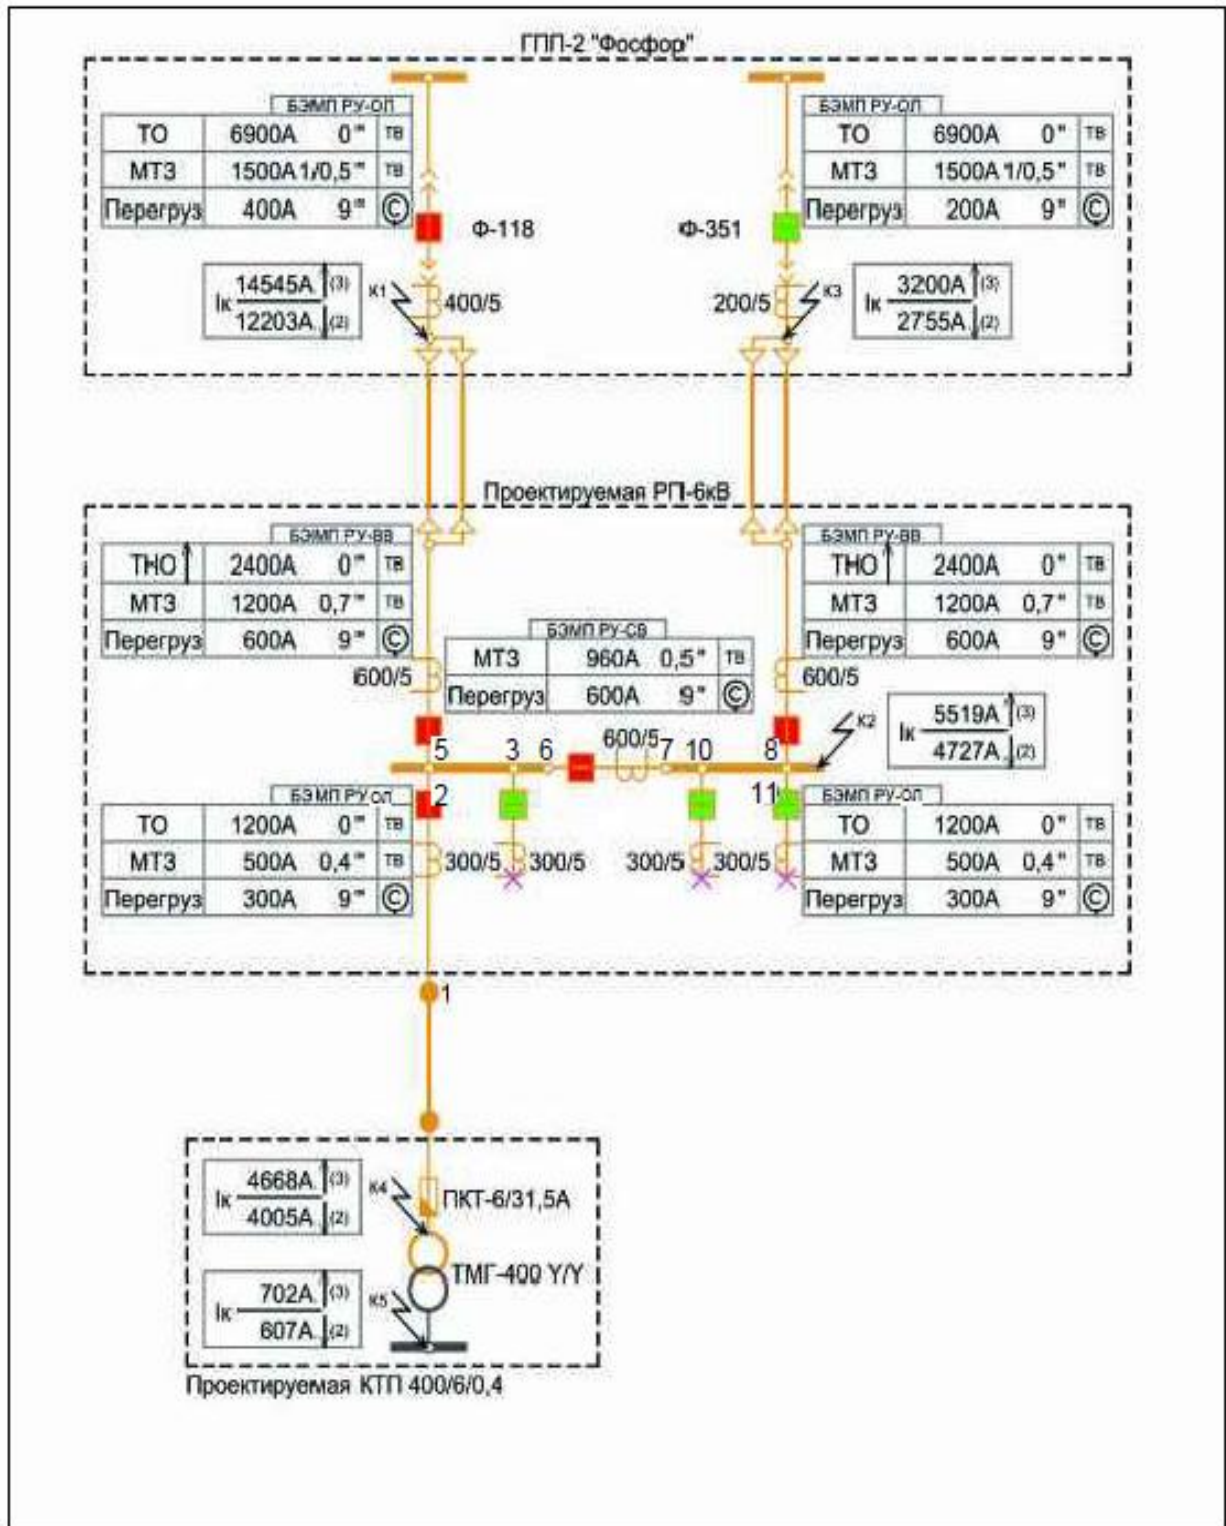 ГПП-2 "Фосфор"
БЭМП РУ-ОЛ
ТО 6900А 0" ТВ
МТЗ 1500А 1/0,5" ТВ
Перегруз 400А 9" С
БЭМП РУ-ОЛ
ТО 6900А 0" ТВ
МТЗ 1500А 1/0,5" ТВ
Перегруз 200А 9" С
Ф-118
Ф-351
Iк 14545А (3)
12203А (2)
К1
400/5
200/5
К3
Iк 3200А (3)
2755А (2)
Проектируемая РП-6кВ
БЭМП РУ-ВВ
ТНО 2400А 0" ТВ
МТЗ 1200А 0,7" ТВ
Перегруз 600А 9" С
БЭМП РУ-ВВ
ТНО 2400А 0" ТВ
МТЗ 1200А 0,7" ТВ
Перегруз 600А 9" С
БЭМП РУ-СВ
МТЗ 960А 0,5" ТВ
Перегруз 600А 9" С
600/5
600/5
К2
Iк 5519А (3)
4727А (2)
600/5
5 3 6 7 10 8
2 11
БЭМП РУ-ОЛ
ТО 1200А 0" ТВ
МТЗ 500А 0,4" ТВ
Перегруз 300А 9" С
300/5 300/5 300/5 300/5
БЭМП РУ-ОЛ
ТО 1200А 0" ТВ
МТЗ 500А 0,4" ТВ
Перегруз 300А 9" С
1
Iк 4668А (3)
4005А (2)
К4
ПКТ-6/31,5А
ТМГ-400 Y/Y
Iк 702А (3)
607А (2)
К5
Проектируемая КТП 400/6/0,4